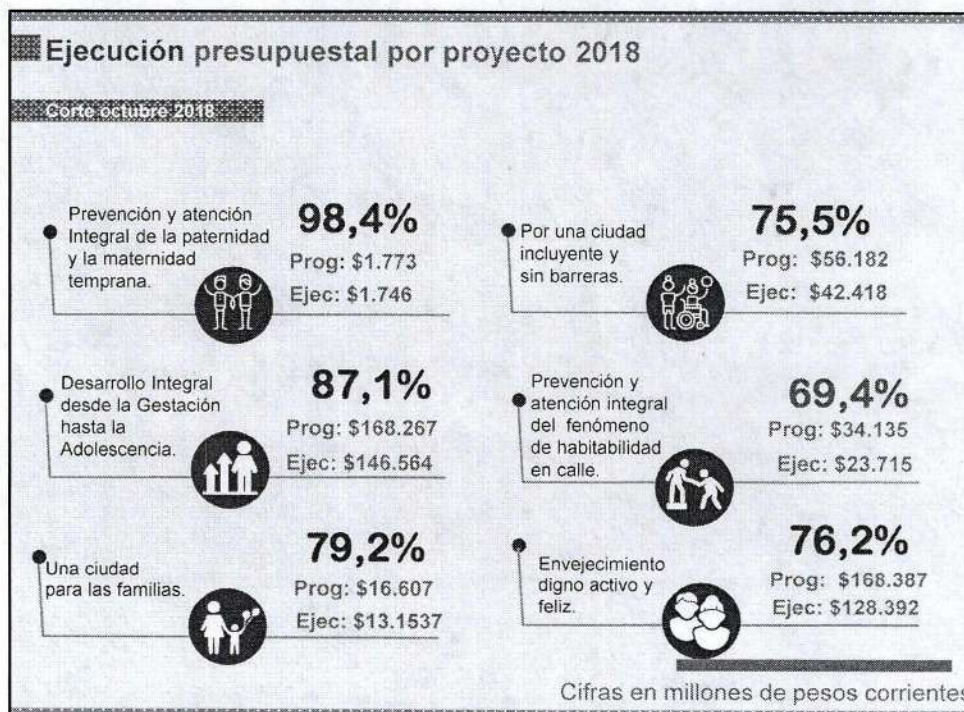 Ejecución presupuestal por proyecto 2018
Corte octubre 2018
Prevención y atención
Integral de la paternidad
y la maternidad
temprana.
98,4%
Prog: $1.773
Ejec: $1.746
Por una ciudad
incluyente y
sin barreras.
75,5%
Prog: $56.182
Ejec: $42.418
Desarrollo Integral
desde la Gestación
hasta la
Adolescencia.
87,1%
Prog: $168.267
Ejec: $146.564
Prevención y
atención integral
del fenómeno
de habitabilidad
en calle.
69,4%
Prog: $34.135
Ejec: $23.715
Una ciudad
para las familias.
79,2%
Prog: $16.607
Ejec: $13.1537
Envejecimiento
digno activo y
feliz.
76,2%
Prog: $168.387
Ejec: $128.392
Cifras en millones de pesos corrientes